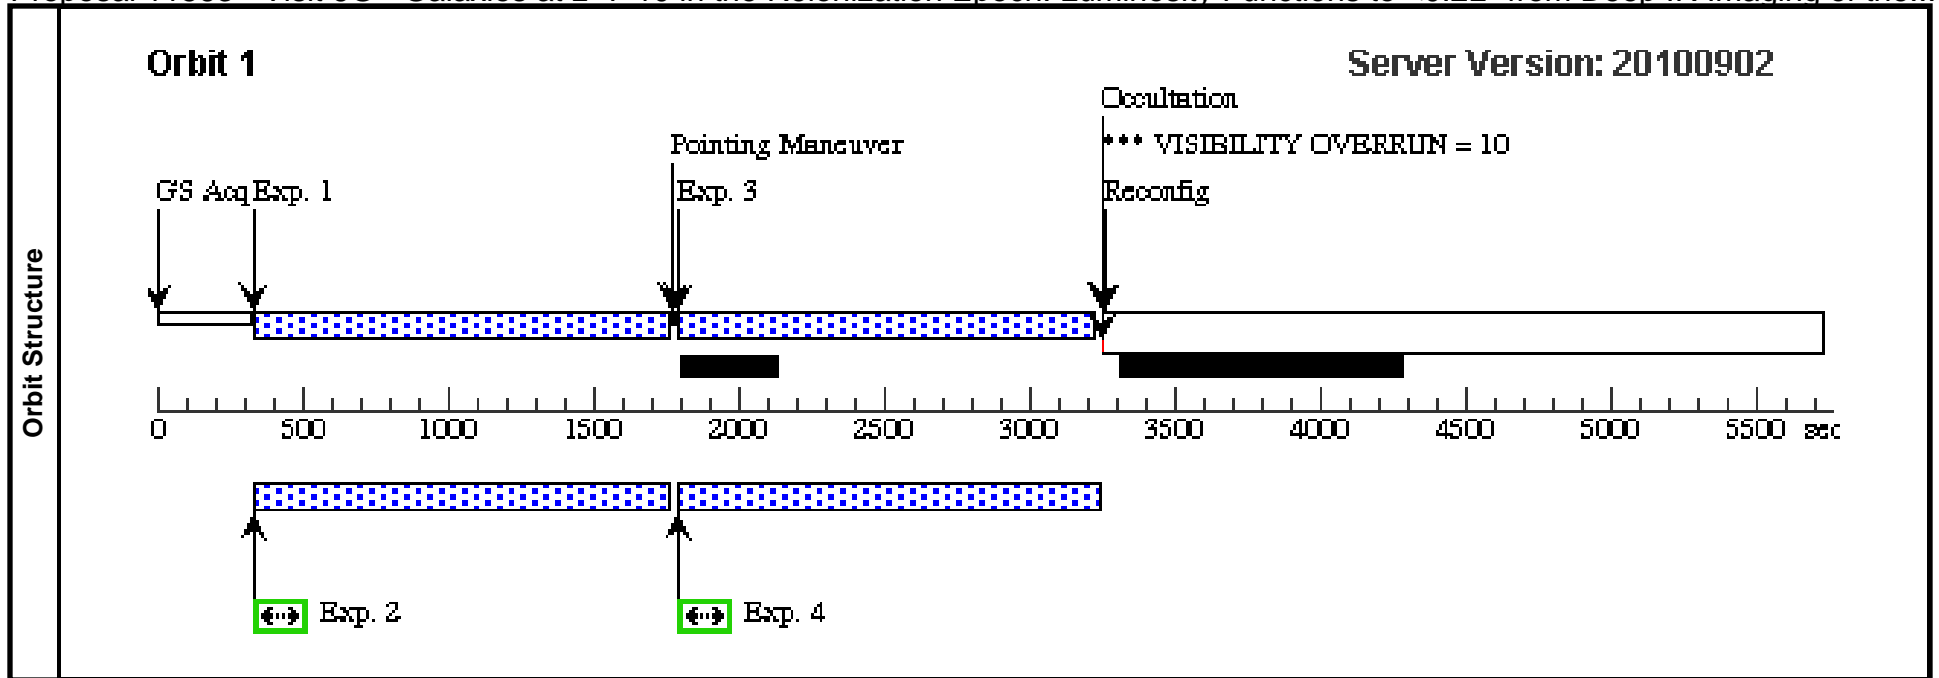 Orbit Structure
Orbit 1
Server Version: 20100902
Occultation
Pointing Maneuver
*** VISIBILITY OVERRUN = 10
GS Acq
Exp. 1
Exp. 3
Reconfig
0 500 1000 1500 2000 2500 3000 3500 4000 4500 5000 5500 sec
Exp. 2
Exp. 4